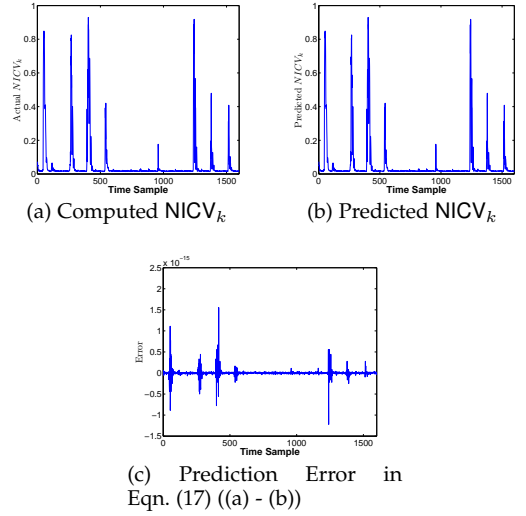 1
0.8
0.6
0.4
0.2
0
Actual NICV_k
0 500 1000 1500
Time Sample
(a) Computed NICV_k
1
0.8
0.6
0.4
0.2
0
Predicted NICV_k
0 500 1000 1500
Time Sample
(b) Predicted NICV_k
x 10^-15
2.5
2
1.5
1
0.5
0
−0.5
−1
−1.5
Error
0 500 1000 1500
Time Sample
(c) Prediction Error in
Eqn. (17) ((a) - (b))